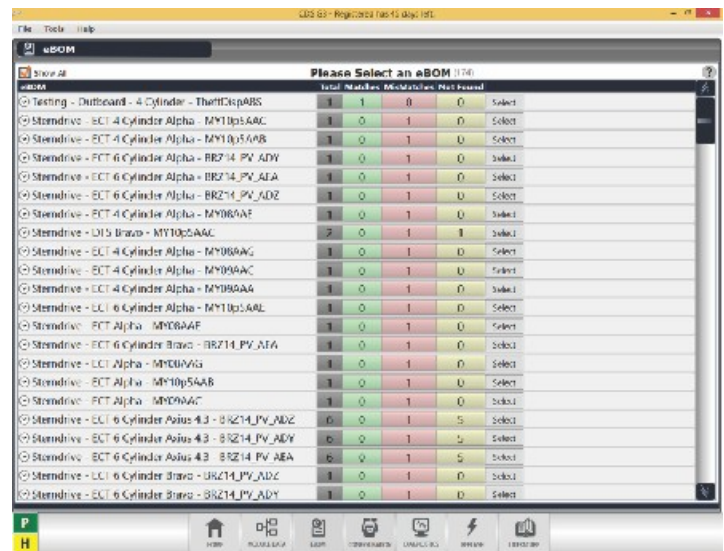 CDS G3 - Registered has 45 days left.
File Tools Help
eBOM
Show All
Please Select an eBOM (174)
eBOM Total Matches MisMatches Not Found
Testing - Outboard - 4 Cylinder - TheftDispABS 1 1 0 0 Select
Sterndrive - ECT 4 Cylinder Alpha - MY10p5AAC 1 0 1 0 Select
Sterndrive - ECT 4 Cylinder Alpha - MY10p5AAB 1 0 1 0 Select
Sterndrive - ECT 6 Cylinder Alpha - BRZ14_PV_ADY 1 0 1 0 Select
Sterndrive - ECT 6 Cylinder Alpha - BRZ14_PV_AEA 1 0 1 0 Select
Sterndrive - ECT 6 Cylinder Alpha - BRZ14_PV_ADZ 1 0 1 0 Select
Sterndrive - ECT 4 Cylinder Alpha - 1 0 1 0 Select
Sterndrive - DTS Bravo - MY10p5AAC 2 0 1 1 Select
Sterndrive - ECT 4 Cylinder Alpha - MY08AAG 1 0 1 0 Select
Sterndrive - ECT 4 Cylinder Alpha - MY09AAC 1 0 1 0 Select
Sterndrive - ECT 4 Cylinder Alpha - MY09AAA 1 0 1 0 Select
Sterndrive - ECT 6 Cylinder Alpha - 1 0 1 0 Select
Sterndrive - ECT Alpha - 1 0 1 0 Select
Sterndrive - ECT 6 Cylinder Bravo - BRZ14_PV_AEA 1 0 1 0 Select
Sterndrive - ECT Alpha - MY08AAG 1 0 1 0 Select
Sterndrive - ECT Alpha - MY10p5AAB 1 0 1 0 Select
Sterndrive - ECT Alpha - MY09AAC 1 0 1 0 Select
Sterndrive - ECT 6 Cylinder Axius 4.3 - BRZ14_PV_ADZ 6 0 1 5 Select
Sterndrive - ECT 6 Cylinder Axius 4.3 - BRZ14_PV_ADY 6 0 1 5 Select
Sterndrive - ECT 6 Cylinder Axius 4.3 - BRZ14_PV_AEA 6 0 1 5 Select
Sterndrive - ECT 6 Cylinder Bravo - BRZ14_PV_ADZ 1 0 1 0 Select
Sterndrive - ECT 6 Cylinder Bravo - BRZ14_PV_ADY 1 0 1 0 Select
P
H
HOME MODULE DATA EBOM DIAGNOSTICS